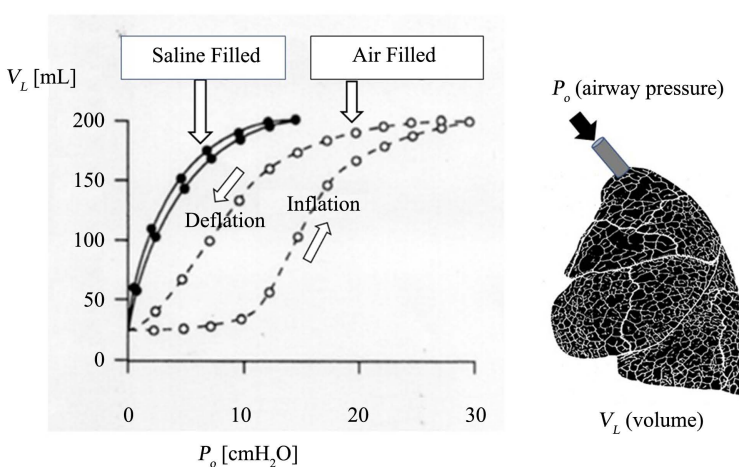 Saline Filled
Air Filled
V_L [mL]
P_o (airway pressure)
200
150
Inflation
Deflation
100
50
0
0 10 20 30
V_L (volume)
P_o [cmH₂O]